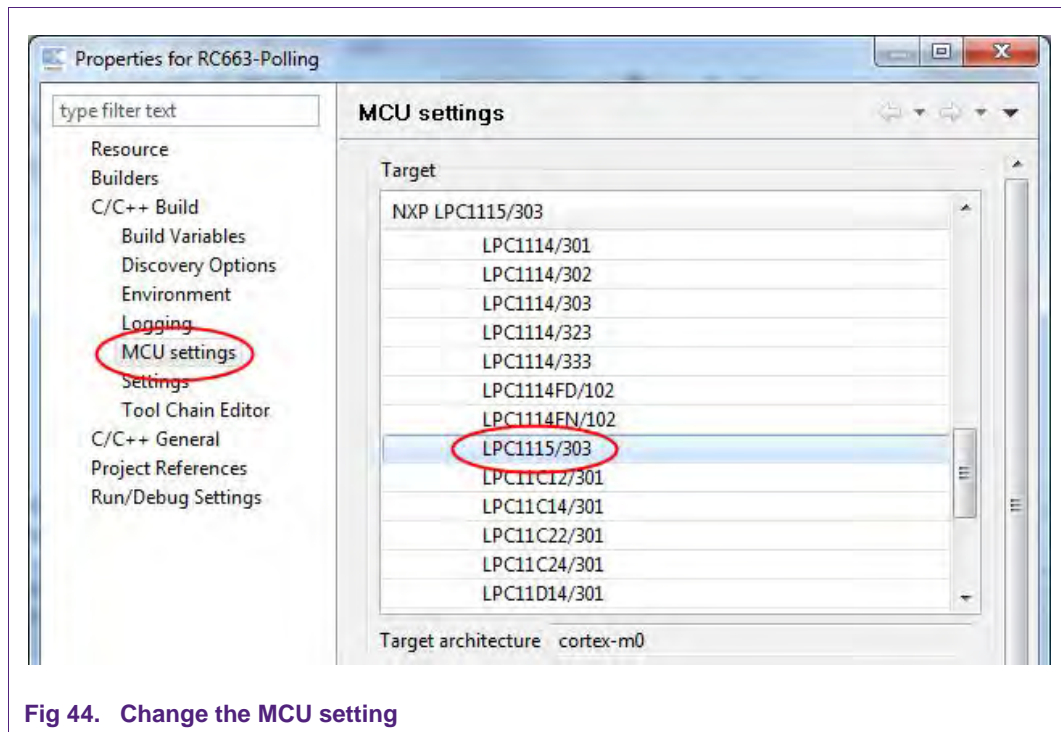 Properties for RC663-Polling
type filter text
Resource
Builders
C/C++ Build
Build Variables
Discovery Options
Environment
Logging
MCU settings
Settings
Tool Chain Editor
C/C++ General
Project References
Run/Debug Settings
MCU settings
Target
NXP LPC1115/303
LPC1114/301
LPC1114/302
LPC1114/303
LPC1114/323
LPC1114/333
LPC1114FD/102
LPC1114FN/102
LPC1115/303
LPC11C12/301
LPC11C14/301
LPC11C22/301
LPC11C24/301
LPC11D14/301
Target architecture cortex-m0
Fig 44. Change the MCU setting